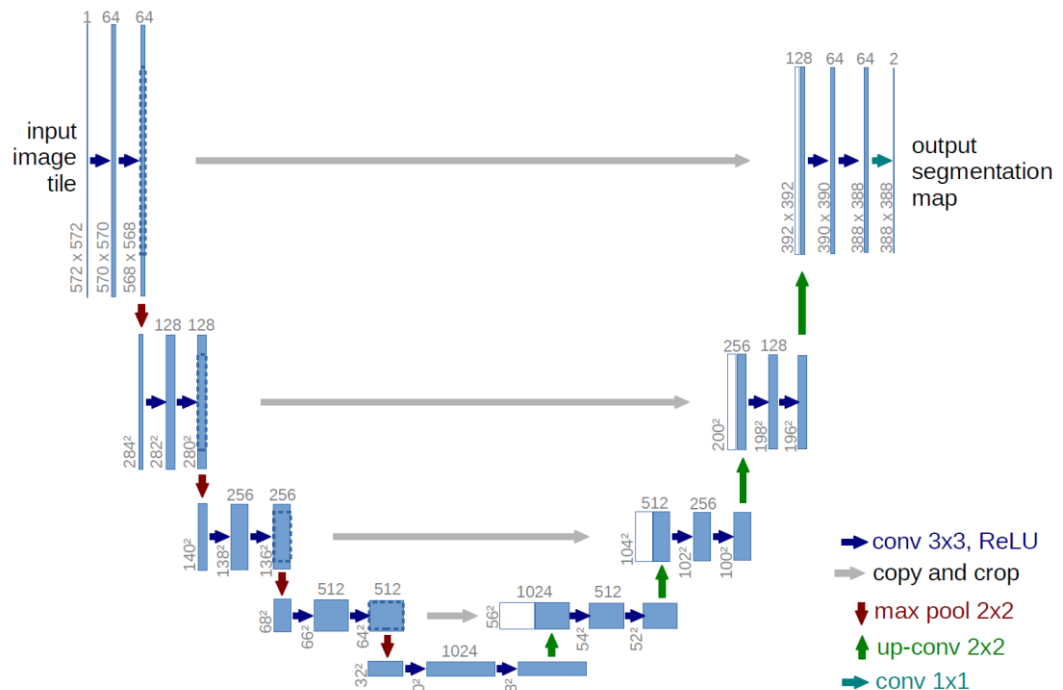 1 64 64
input
image
tile
572 x 572
570 x 570
568 x 568
128 64 64 2
392 x 392
390 x 390
388 x 388
388 x 388
output
segmentation
map
128 128
284²
282²
280²
256 128
200²
198²
196²
256 256
140²
138²
136²
512 256
104²
102²
100²
512 512
68²
66²
64²
1024 512
56²
54²
52²
1024
32²
conv 3x3, ReLU
copy and crop
max pool 2x2
up-conv 2x2
conv 1x1